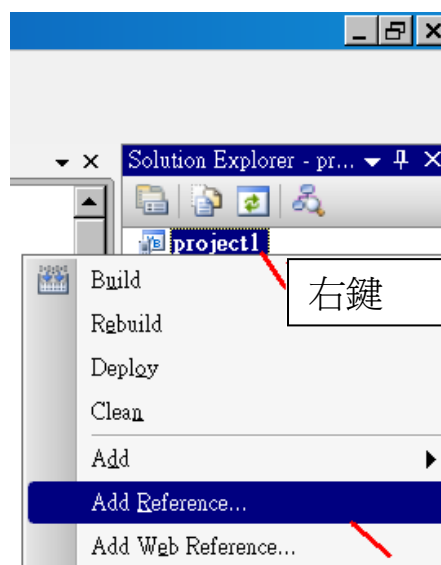 Solution Explorer - pr...
project1
右鍵
Build
Rebuild
Deploy
Clean
Add
Add Reference...
Add Web Reference...